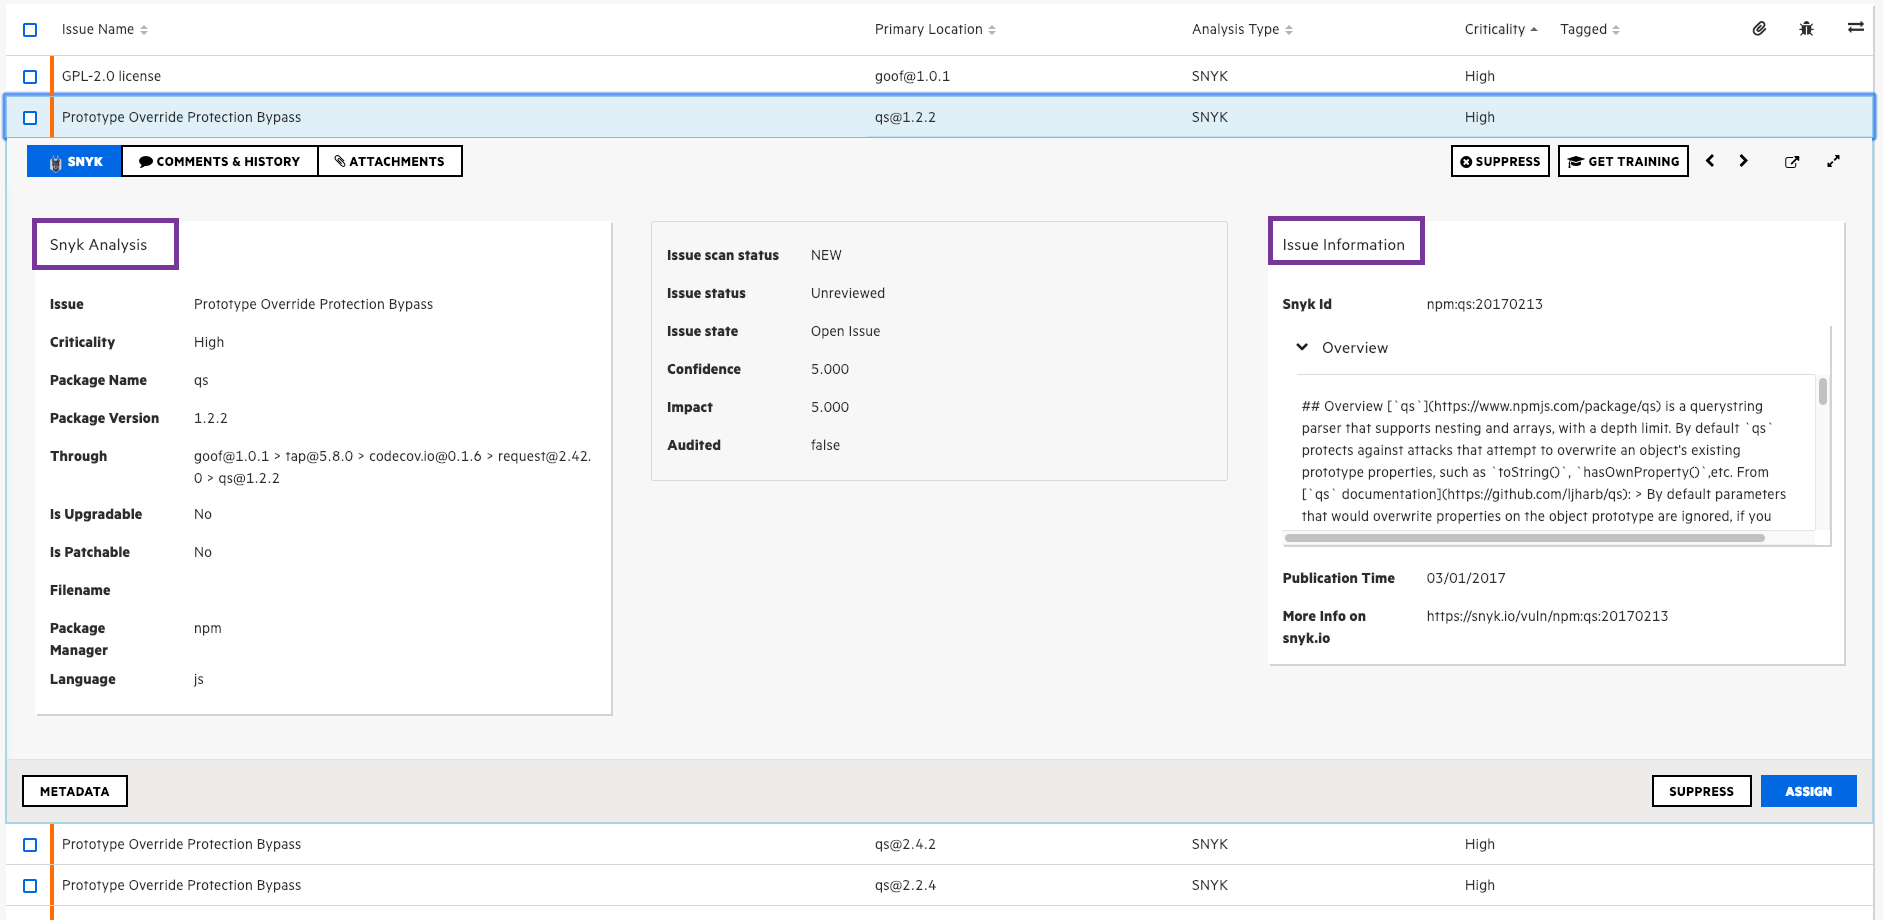 Issue Name Primary Location Analysis Type Criticality Tagged
GPL-2.0 license goof@1.0.1 SNYK High
Prototype Override Protection Bypass qs@1.2.2 SNYK High
SNYK COMMENTS & HISTORY ATTACHMENTS SUPPRESS GET TRAINING
Snyk Analysis
Issue Prototype Override Protection Bypass
Criticality High
Package Name qs
Package Version 1.2.2
Through goof@1.0.1 > tap@5.8.0 > codecov.io@0.1.6 > request@2.42.
0 > qs@1.2.2
Is Upgradable No
Is Patchable No
Filename
Package npm
Manager
Language js
Issue scan status NEW
Issue status Unreviewed
Issue state Open Issue
Confidence 5.000
Impact 5.000
Audited false
Issue Information
Snyk Id npm:qs:20170213
Overview
## Overview [`qs`](https://www.npmjs.com/package/qs) is a querystring
parser that supports nesting and arrays, with a depth limit. By default `qs`
protects against attacks that attempt to overwrite an object's existing
prototype properties, such as `toString()`, `hasOwnProperty()`,etc. From
[`qs` documentation](https://github.com/ljharb/qs): > By default parameters
that would overwrite properties on the object prototype are ignored, if you
Publication Time 03/01/2017
More Info on https://snyk.io/vuln/npm:qs:20170213
snyk.io
METADATA SUPPRESS ASSIGN
Prototype Override Protection Bypass qs@2.4.2 SNYK High
Prototype Override Protection Bypass qs@2.2.4 SNYK High